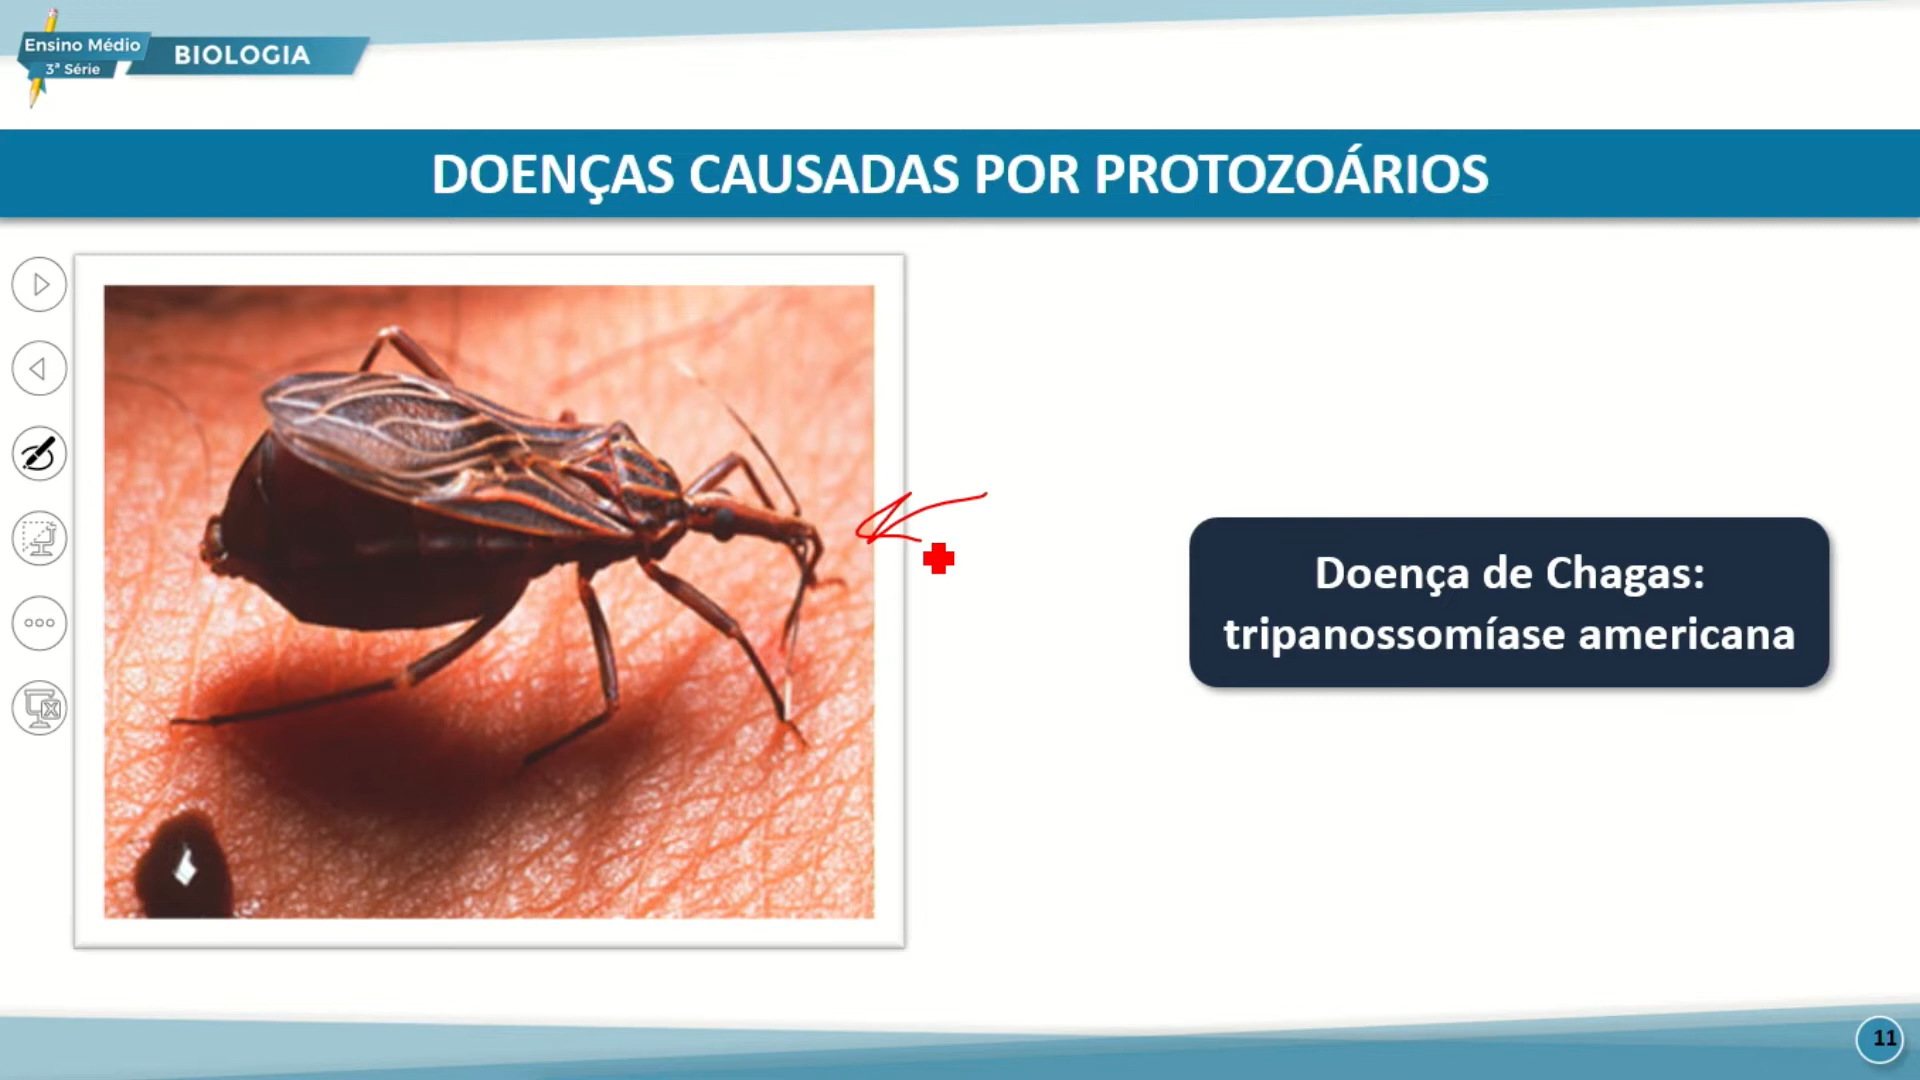 Ensino Médio
3ª Série
BIOLOGIA
DOENÇAS CAUSADAS POR PROTOZOÁRIOS
Doença de Chagas:
tripanossomíase americana
11